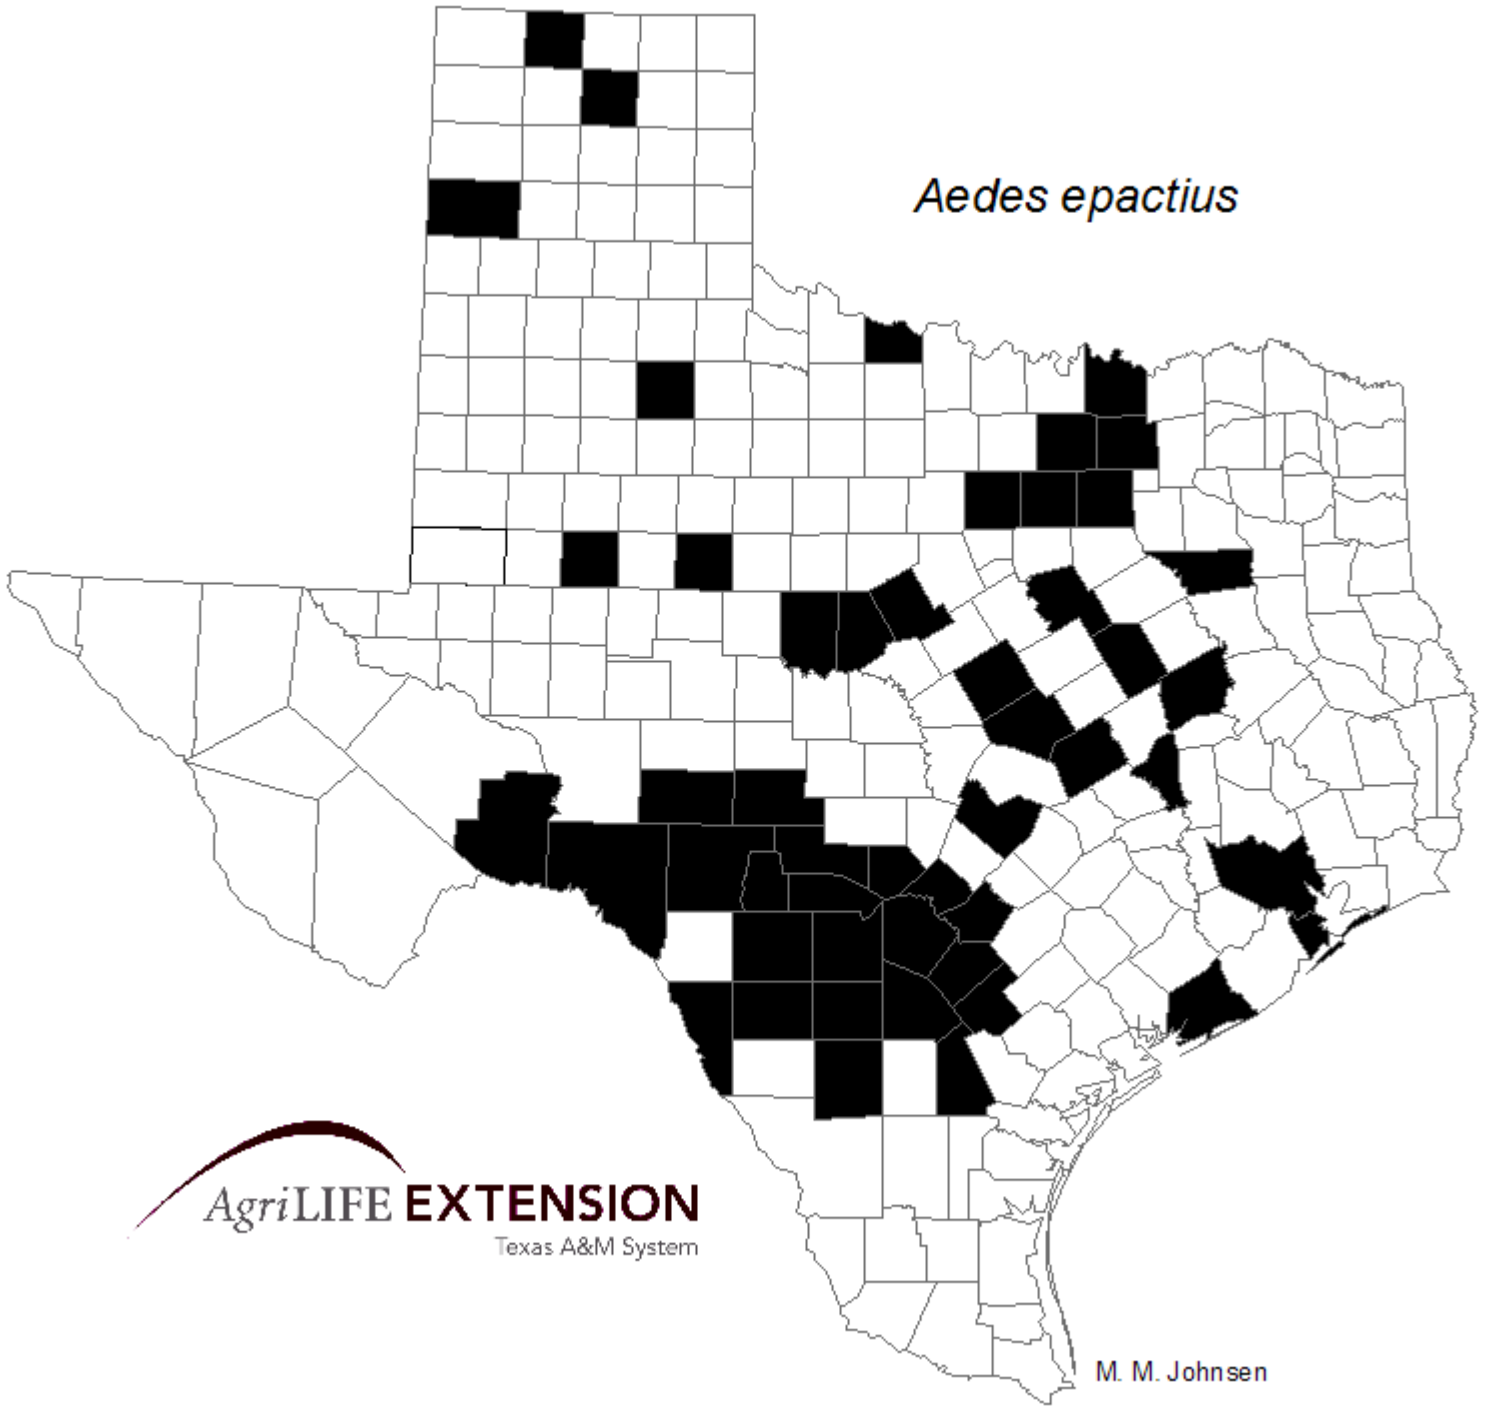 Aedes epactius
AgriLIFE EXTENSION
Texas A&M System
M. M. Johnsen